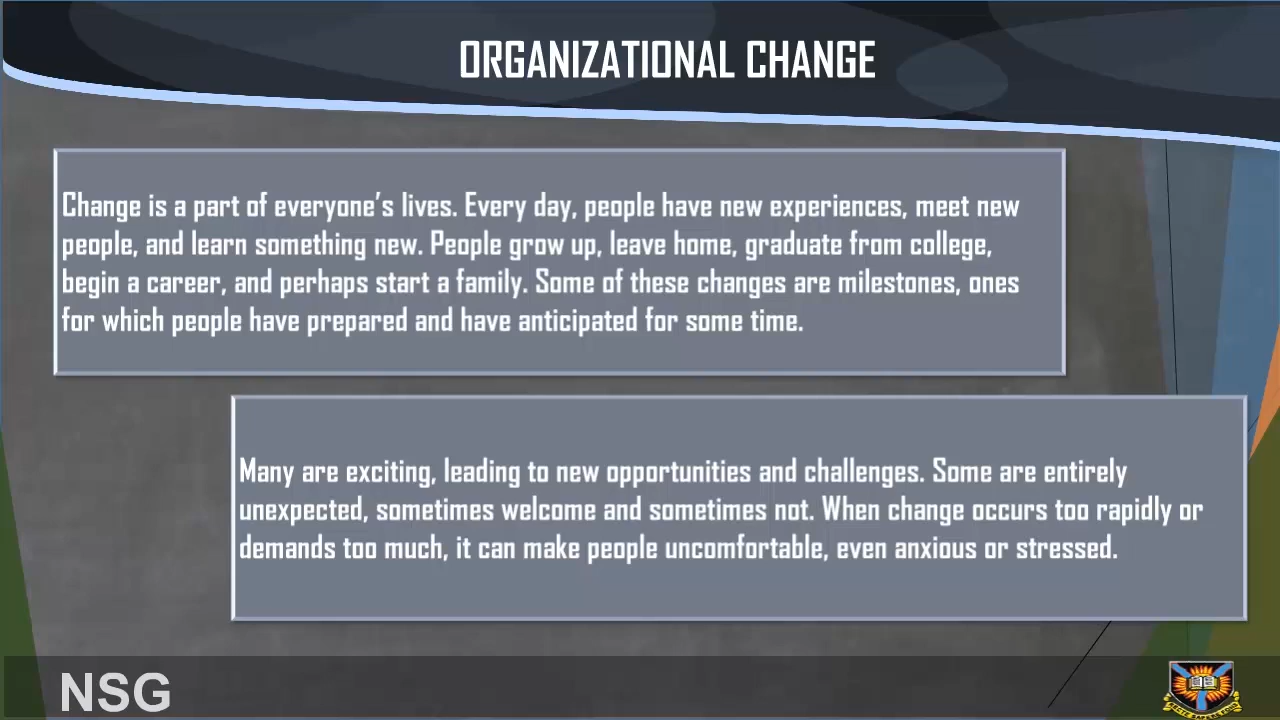 ORGANIZATIONAL CHANGE
Change is a part of everyone’s lives. Every day, people have new experiences, meet new
people, and learn something new. People grow up, leave home, graduate from college,
begin a career, and perhaps start a family. Some of these changes are milestones, ones
for which people have prepared and have anticipated for some time.
Many are exciting, leading to new opportunities and challenges. Some are entirely
unexpected, sometimes welcome and sometimes not. When change occurs too rapidly or
demands too much, it can make people uncomfortable, even anxious or stressed.
NSG